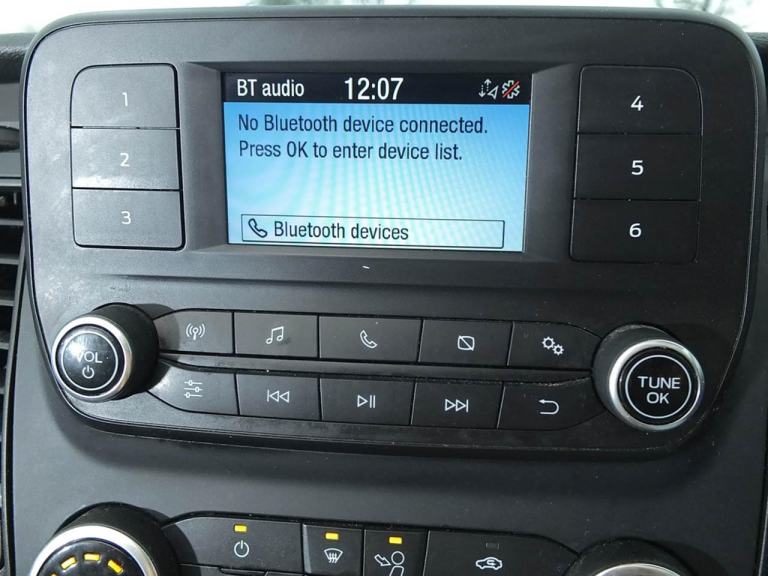 BT audio 12:07
No Bluetooth device connected.
Press OK to enter device list.
Bluetooth devices
1
2
3
4
5
6
VOL
TUNE
OK